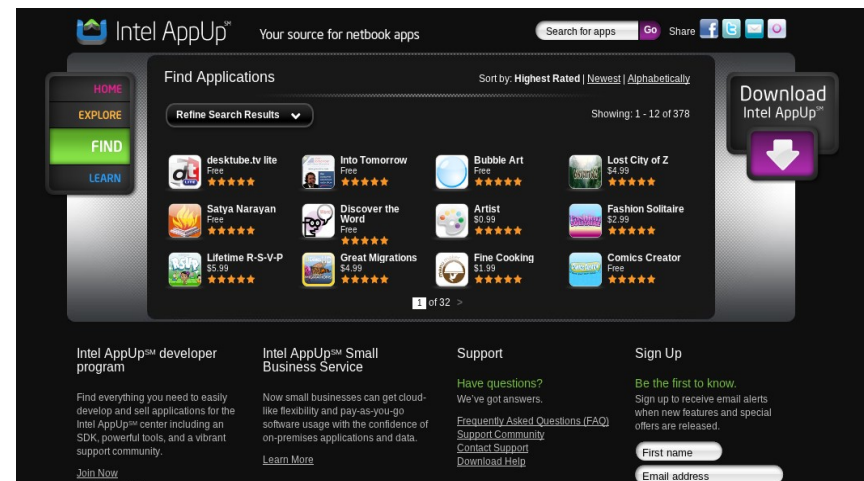 Intel AppUp℠
Your source for netbook apps
Search for apps
Go
Share
HOME
EXPLORE
FIND
LEARN
Find Applications
Sort by: Highest Rated | Newest | Alphabetically
Refine Search Results
Showing: 1 - 12 of 378
Download
Intel AppUp℠
desktube.tv lite
Free
Into Tomorrow
Free
Bubble Art
Free
Lost City of Z
$4.99
Satya Narayan
Free
Discover the
Word
Free
Artist
$0.99
Fashion Solitaire
$2.99
Lifetime R-S-V-P
$5.99
Great Migrations
$4.99
Fine Cooking
$1.99
Comics Creator
Free
1 of 32 >
Intel AppUp℠ developer
program
Find everything you need to easily
develop and sell applications for the
Intel AppUp℠ center including an
SDK, powerful tools, and a vibrant
support community.
Join Now
Intel AppUp℠ Small
Business Service
Now small businesses can get cloud-
like flexibility and pay-as-you-go
software usage with the confidence of
on-premises applications and data.
Learn More
Support
Have questions?
We've got answers.
Frequently Asked Questions (FAQ)
Support Community
Contact Support
Download Help
Sign Up
Be the first to know.
Sign up to receive email alerts
when new features and special
offers are released.
First name
Email address